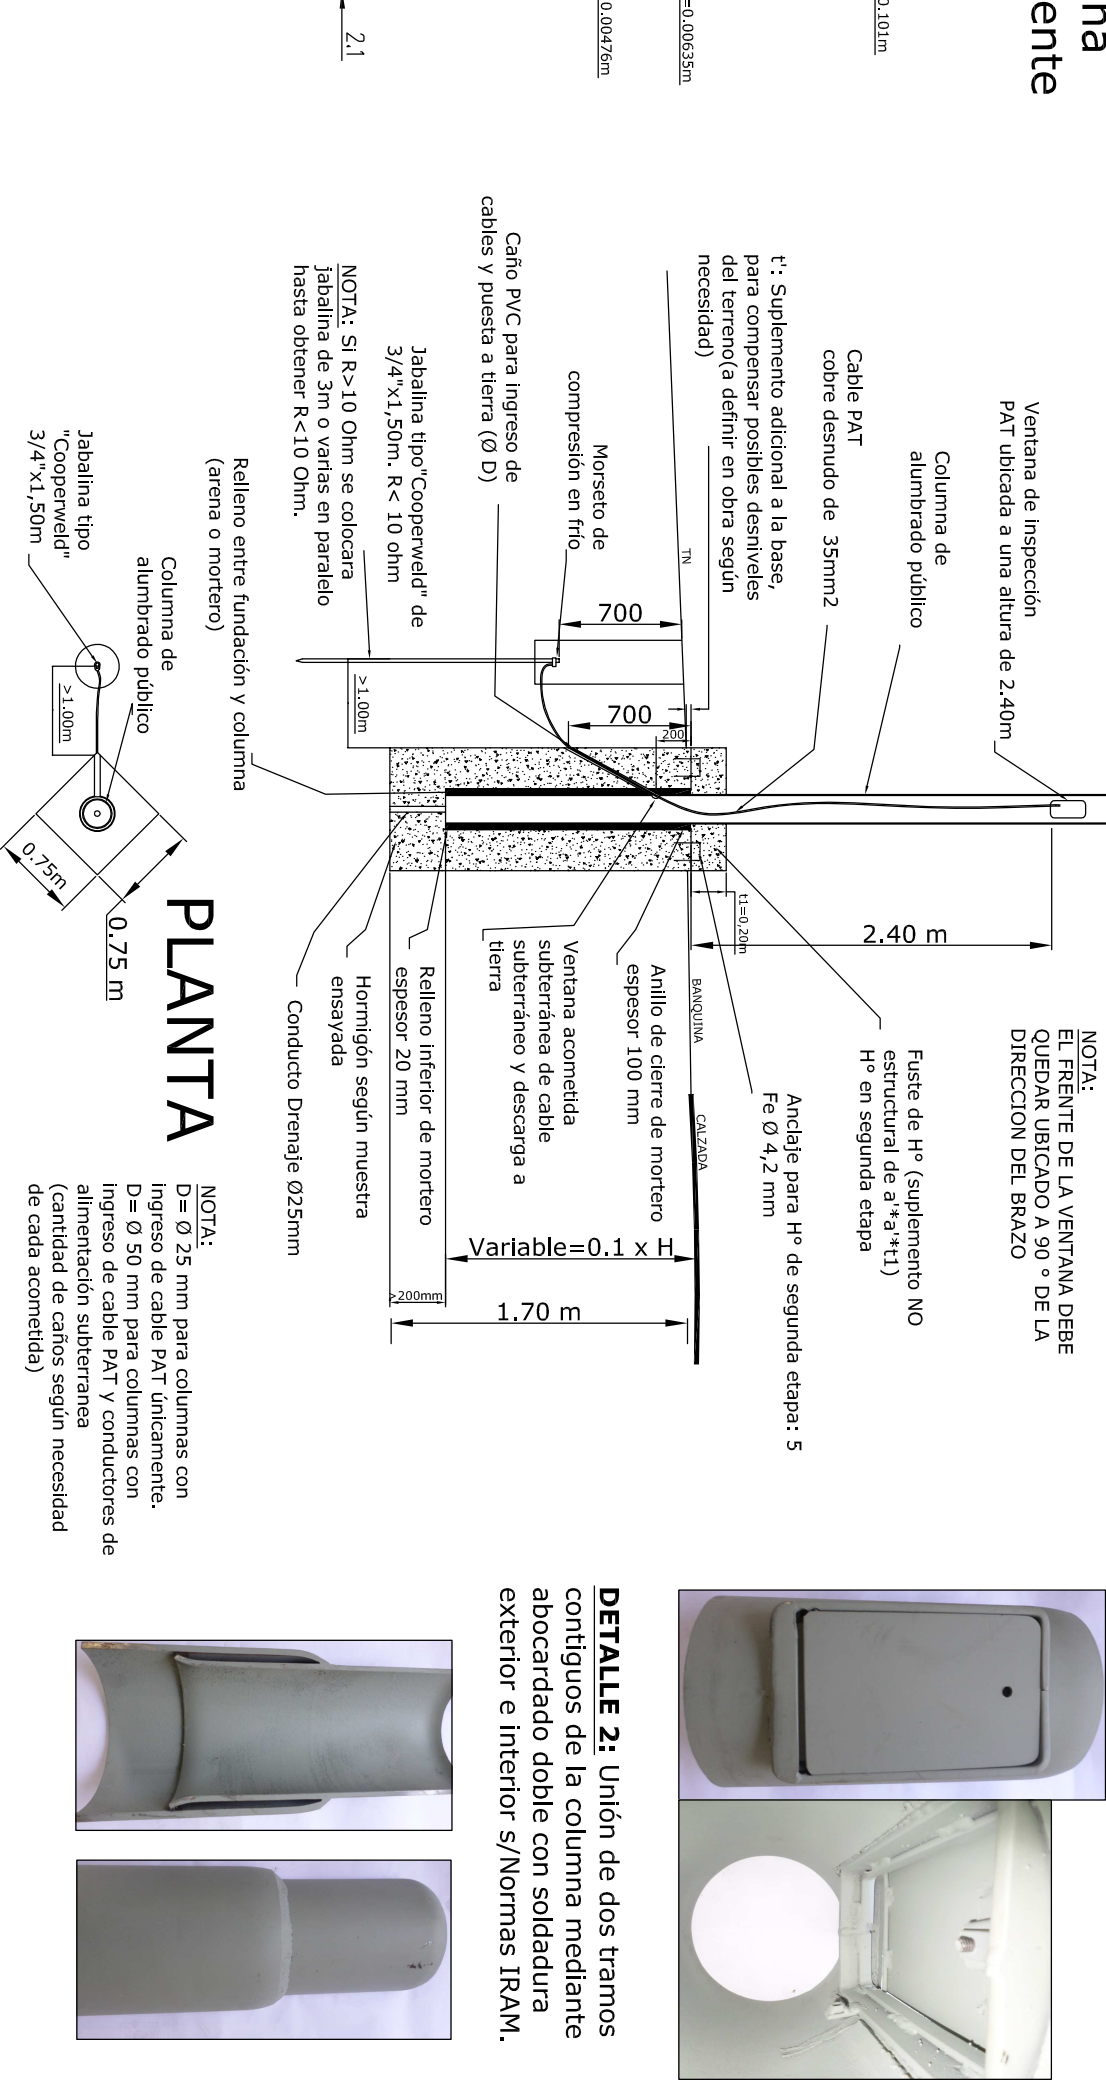 na
ente
0.101m
=0.00635m
0.00476m
2.1
Ventana de inspección
PAT ubicada a una altura de 2.40m
Columna de
alumbrado público
Cable PAT
cobre desnudo de 35mm2
t': Suplemento adicional a la base,
para compensar posibles desniveles
del terreno(a definir en obra según
necesidad)
Morseto de
compresión en frío
Caño PVC para ingreso de
cables y puesta a tierra (Ø D)
Jabalina tipo"Cooperweld" de
3/4"x1,50m. R< 10 ohm
NOTA: Si R>10 Ohm se colocara
jabalina de 3m o varias en paralelo
hasta obtener R<10 Ohm.
Relleno entre fundación y columna
(arena o mortero)
TN
700
700
200
>1.00m
t1=0,20m
2.40 m
BANQUINA
CALZADA
NOTA:
EL FRENTE DE LA VENTANA DEBE
QUEDAR UBICADO A 90 ° DE LA
DIRECCION DEL BRAZO
Fuste de H° (suplemento NO
estructural de a'*a'*t1)
H° en segunda etapa
Anclaje para H° de segunda etapa: 5
Fe Ø 4,2 mm
Anillo de cierre de mortero
espesor 100 mm
Ventana acometida
subterránea de cable
subterráneo y descarga a
tierra
Relleno inferior de mortero
espesor 20 mm
Hormigón según muestra
ensayada
Conducto Drenaje Ø25mm
Variable=0.1 x H
>200mm
1.70 m
Jabalina tipo
"Cooperweld"
3/4"x1,50m
Columna de
alumbrado público
>1.00m
0.75m
0.75 m
PLANTA
NOTA:
D= Ø 25 mm para columnas con
ingreso de cable PAT únicamente.
D= Ø 50 mm para columnas con
ingreso de cable PAT y conductores de
alimentación subterranea
(cantidad de caños según necesidad
de cada acometida)
DETALLE 2: Unión de dos tramos
contiguos de la columna mediante
abocardado doble con soldadura
exterior e interior s/Normas IRAM.